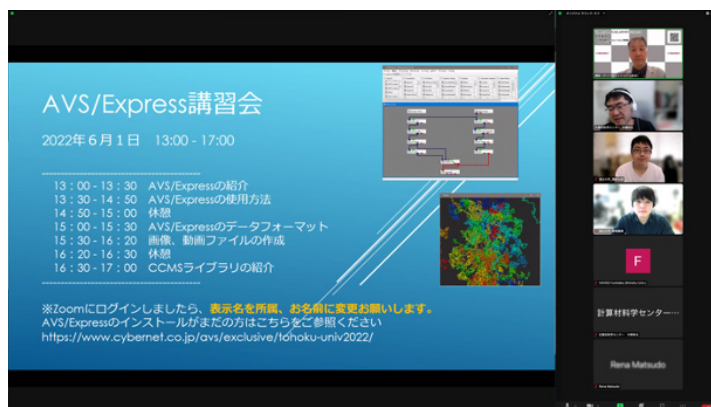 AVS/Express講習会
2022年6月1日 13:00 - 17:00
13：00 - 13：30 AVS/Expressの紹介
13：30 - 14：50 AVS/Expressの使用方法
14：50 - 15：00 休憩
15：00 - 15：30 AVS/Expressのデータフォーマット
15：30 - 16：20 画像、動画ファイルの作成
16：20 - 16：30 休憩
16：30 - 17：00 CCMSライブラリの紹介
※Zoomにログインしましたら、表示名を所属、お名前に変更お願いします。
AVS/Expressのインストールがまだの方はこちらをご参照ください
https://www.cybernet.co.jp/avs/exclusive/tohoku-univ2022/
F
計算材料科学センター…
Rena Matsudo
Rena Matsudo